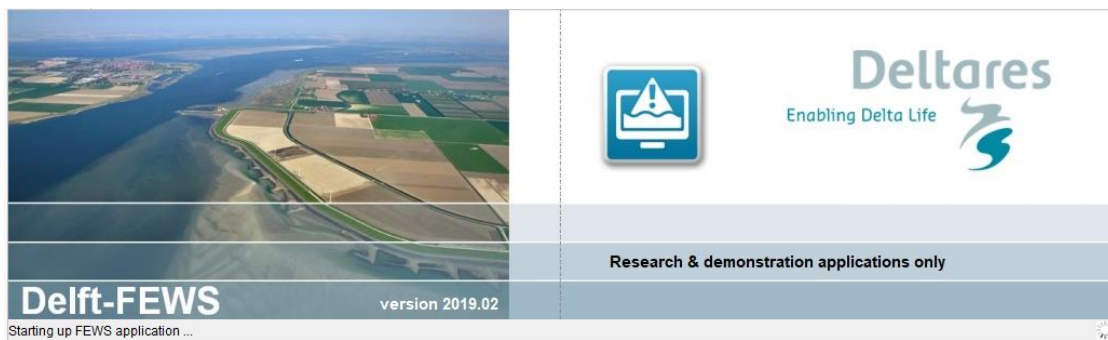 Deltares
Enabling Delta Life
Research & demonstration applications only
Delft-FEWS
version 2019.02
Starting up FEWS application ...